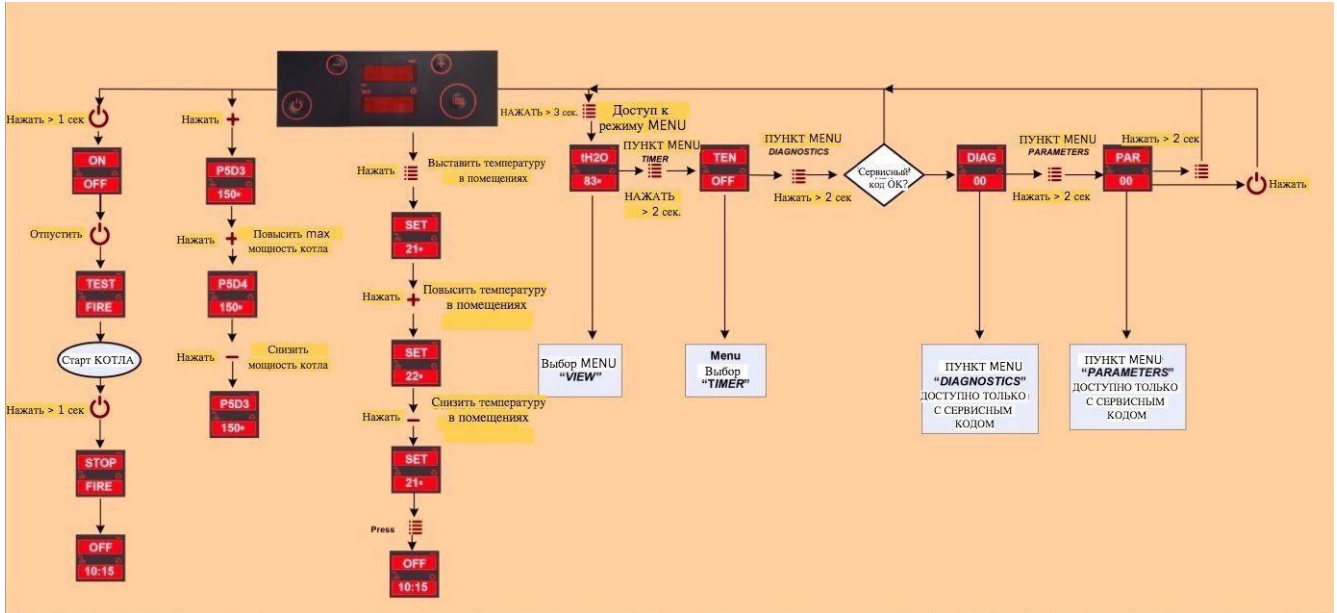 Нажать > 1 сек
ON
OFF
Отпустить
TEST
FIRE
Старт КОТЛА
Нажать > 1 сек
STOP
FIRE
OFF
10:15
Нажать
P5D3
150°
Нажать
Повысить max
мощность котла
P5D4
150°
Нажать
Снизить
мощность котла
P5D3
150°
Нажать
Выставить температуру
в помещениях
SET
21°
Нажать
Повысить температуру
в помещениях
SET
22°
Нажать
Снизить температуру
в помещениях
SET
21°
Press
OFF
10:15
НАЖАТЬ > 3 сек.
Доступ к
режиму MENU
tH2O
83°
ПУНКТ MENU
TIMER
НАЖАТЬ
> 2 сек.
Выбор MENU
"VIEW"
TEN
OFF
ПУНКТ MENU
DIAGNOSTICS
Нажать > 2 сек
Menu
Выбор
"TIMER"
Сервисный
код ОК?
DIAG
00
ПУНКТ MENU
PARAMETERS
Нажать > 2 сек
ПУНКТ MENU
"DIAGNOSTICS"
ДОСТУПНО ТОЛЬКО
С СЕРВИСНЫМ
КОДОМ
PAR
00
Нажать > 2 сек
Нажать
ПУНКТ MENU
"PARAMETERS"
ДОСТУПНО ТОЛЬКО
С СЕРВИСНЫМ
КОДОМ